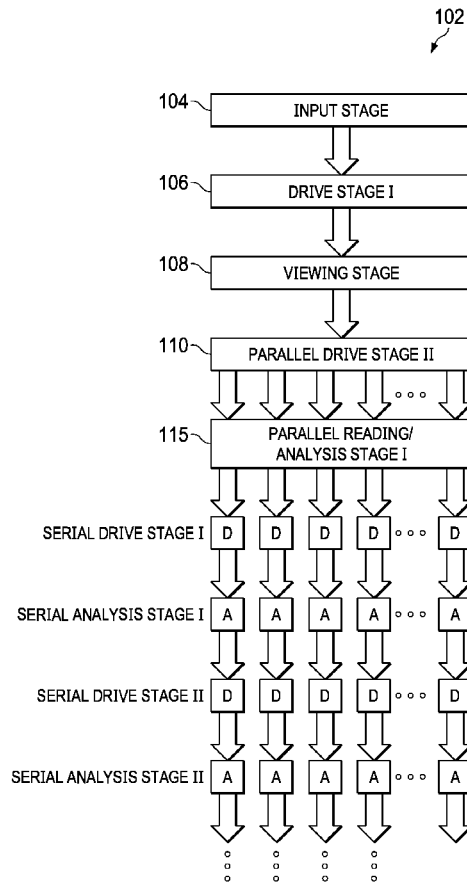 102
104
INPUT STAGE
106
DRIVE STAGE I
108
VIEWING STAGE
110
PARALLEL DRIVE STAGE II
115
PARALLEL READING/
ANALYSIS STAGE I
SERIAL DRIVE STAGE I D D D D D
SERIAL ANALYSIS STAGE I A A A A A
SERIAL DRIVE STAGE II D D D D D
SERIAL ANALYSIS STAGE II A A A A A